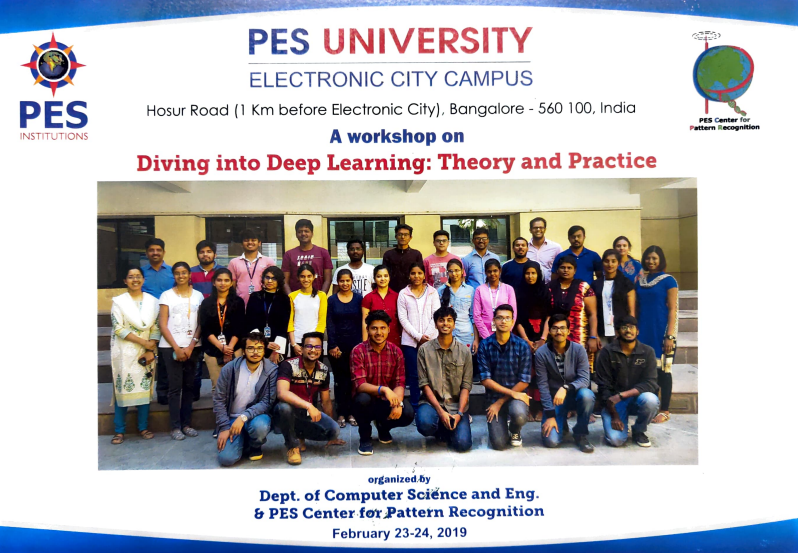 PES UNIVERSITY
ELECTRONIC CITY CAMPUS
PES
INSTITUTIONS
Hosur Road (1 Km before Electronic City), Bangalore - 560 100, India
PES Center for
Pattern Recognition
A workshop on
Diving into Deep Learning: Theory and Practice
organized by
Dept. of Computer Science and Eng.
& PES Center for Pattern Recognition
February 23-24, 2019